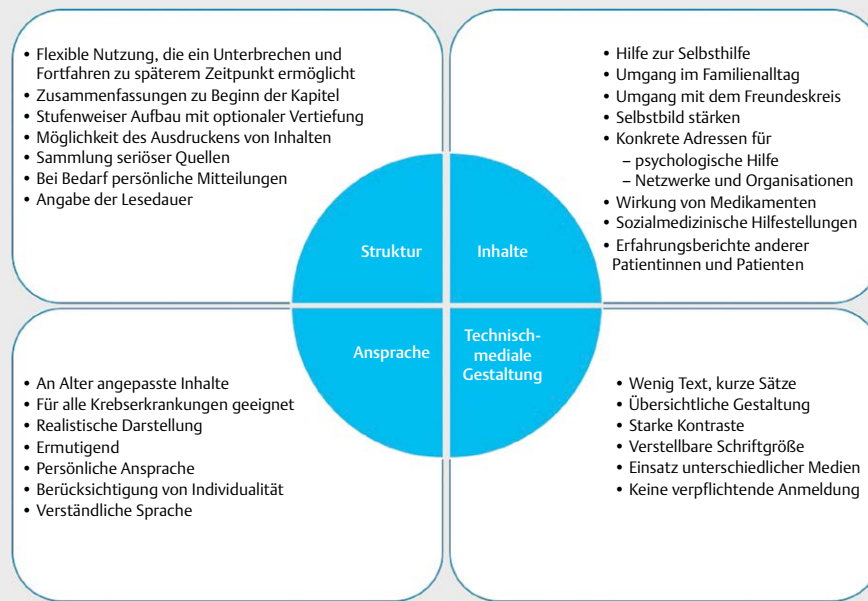 • Flexible Nutzung, die ein Unterbrechen und
Fortfahren zu späterem Zeitpunkt ermöglicht
• Zusammenfassungen zu Beginn der Kapitel
• Stufenweiser Aufbau mit optionaler Vertiefung
• Möglichkeit des Ausdruckens von Inhalten
• Sammlung seriöser Quellen
• Bei Bedarf persönliche Mitteilungen
• Angabe der Lesedauer
Struktur
• Hilfe zur Selbsthilfe
• Umgang im Familienalltag
• Umgang mit dem Freundeskreis
• Selbstbild stärken
• Konkrete Adressen für
– psychologische Hilfe
– Netzwerke und Organisationen
• Wirkung von Medikamenten
• Sozialmedizinische Hilfestellungen
• Erfahrungsberichte anderer
Patientinnen und Patienten
Inhalte
Ansprache
• An Alter angepasste Inhalte
• Für alle Krebserkrankungen geeignet
• Realistische Darstellung
• Ermutigend
• Persönliche Ansprache
• Berücksichtigung von Individualität
• Verständliche Sprache
Technisch-
mediale
Gestaltung
• Wenig Text, kurze Sätze
• Übersichtliche Gestaltung
• Starke Kontraste
• Verstellbare Schriftgröße
• Einsatz unterschiedlicher Medien
• Keine verpflichtende Anmeldung